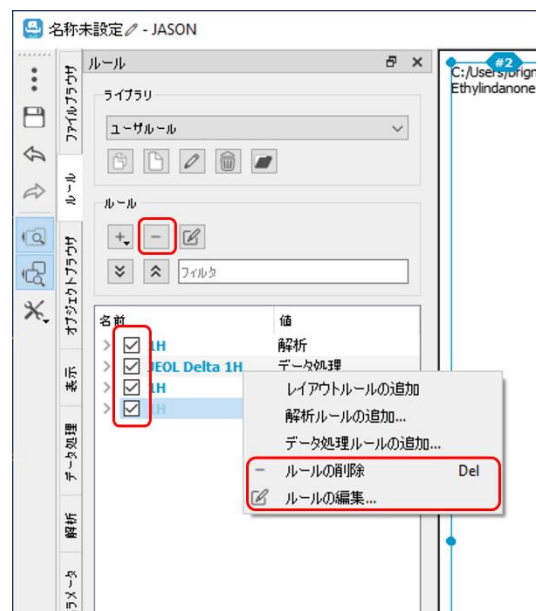 名称未設定 - JASON
ファイルブラウザ
ルール
オブジェクトブラウザ
表示
データ処理
解析
ルール
ライブラリ
ユーザルール
ルール
フィルタ
名前 値
1H 解析
JEOL Delta 1H データ処理
1H
1H
レイアウトルールの追加
解析ルールの追加...
データ処理ルールの追加...
ルールの削除 Del
ルールの編集...
#2
C:/Users/brign
Ethylindanone